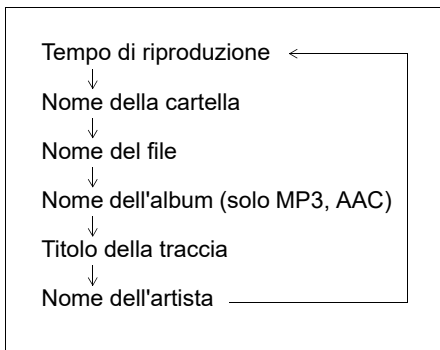 Tempo di riproduzione
Nome della cartella
Nome del file
Nome dell'album (solo MP3, AAC)
Titolo della traccia
Nome dell'artista